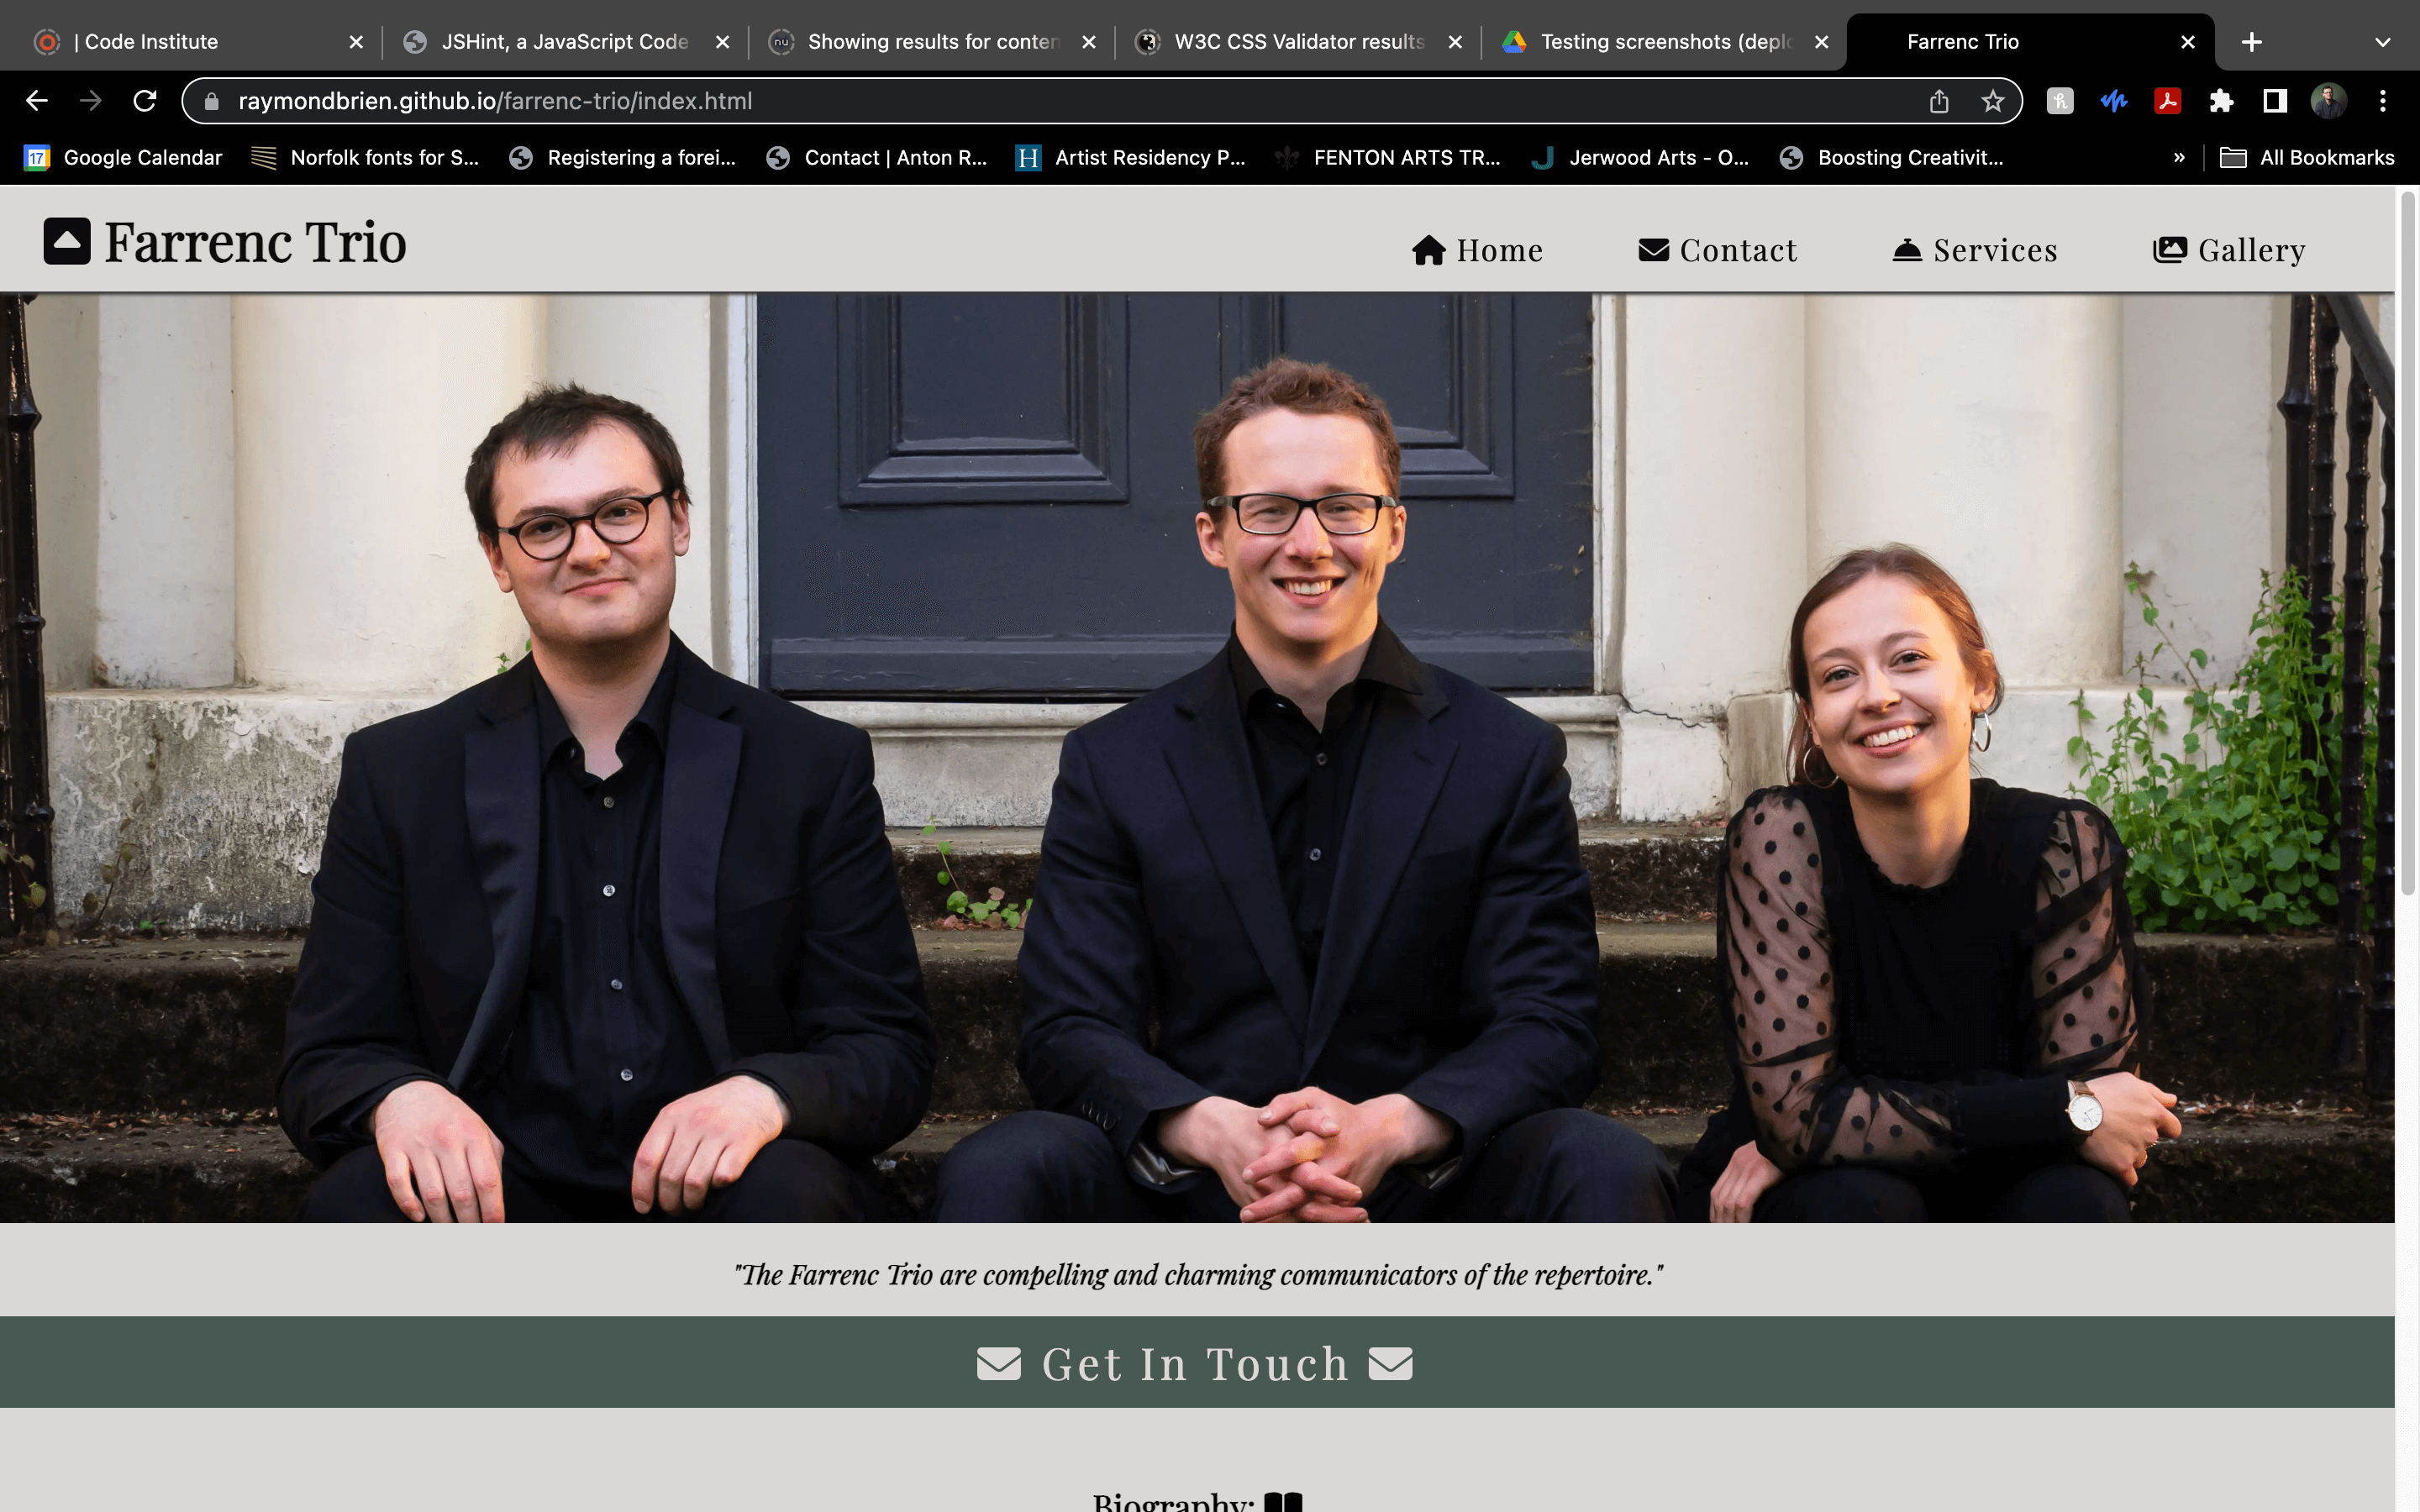 | Code Institute
JSHint, a JavaScript Code
Showing results for conten
W3C CSS Validator results
Testing screenshots (deplo
Farrenc Trio
raymondbrien.github.io/farrenc-trio/index.html
17 Google Calendar
Norfolk fonts for S...
Registering a forei...
Contact | Anton R...
H Artist Residency P...
FENTON ARTS TR...
Jerwood Arts - O...
Boosting Creativit...
» All Bookmarks
Farrenc Trio
Home
Contact
Services
Gallery
"The Farrenc Trio are compelling and charming communicators of the repertoire."
Get In Touch
Biography: